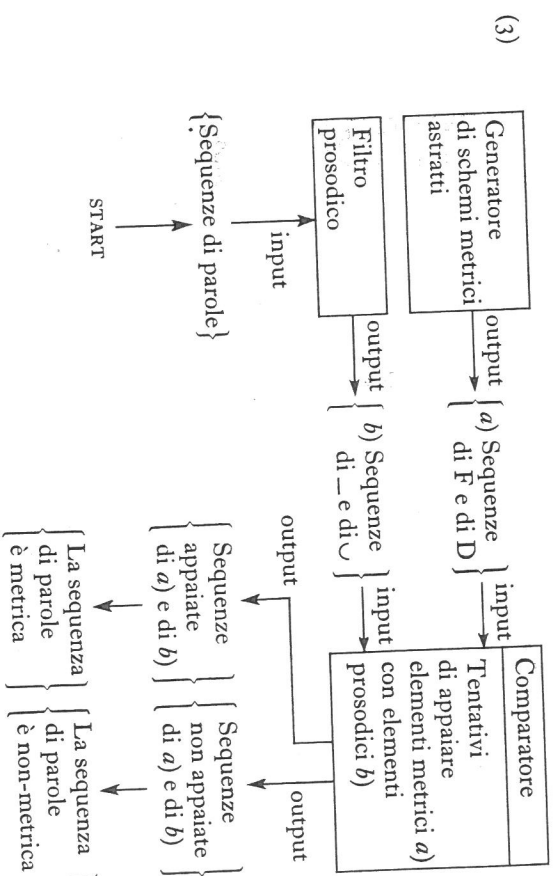 (3)
Generatore
di schemi metrici
astratti
output
a) Sequenze
di F e di D
input
Comparatore
Tentativi
di appaiare
elementi metrici a)
con elementi
prosodici b)
Filtro
prosodico
output
b) Sequenze
di _ e di ◡
input
input
{Sequenze di parole}
START
output
Sequenze
appaiate
di a) e di b)
La sequenza
di parole
è metrica
output
Sequenze
non appaiate
di a) e di b)
La sequenza
di parole
è non-metrica